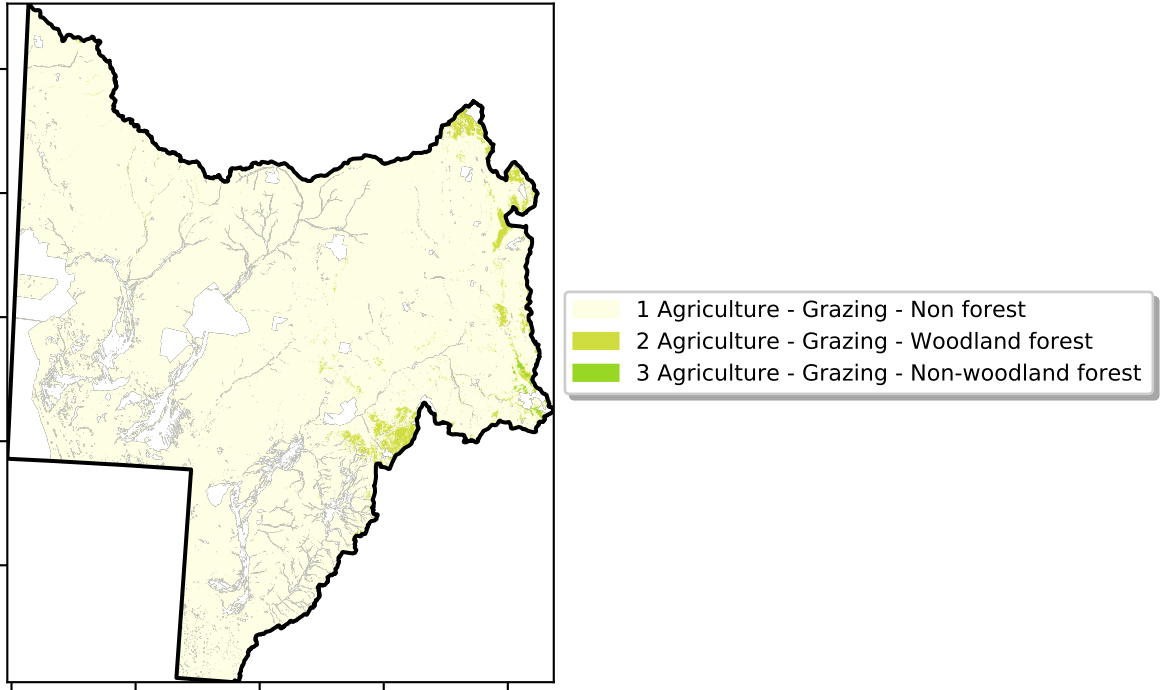 1 Agriculture - Grazing - Non forest
2 Agriculture - Grazing - Woodland forest
3 Agriculture - Grazing - Non-woodland forest